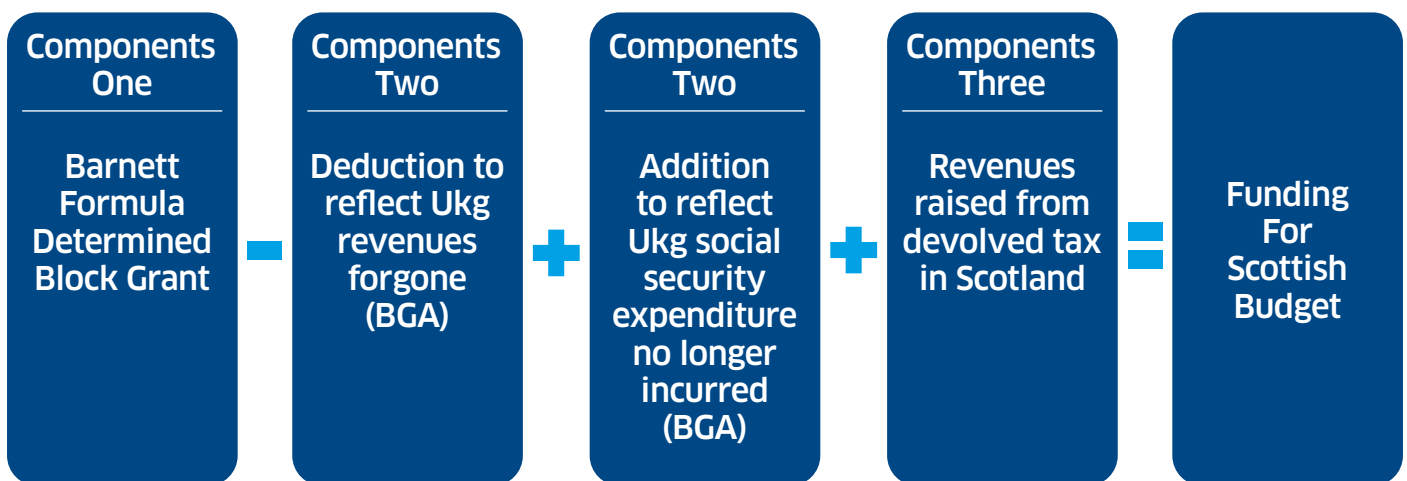 Components
One
Barnett
Formula
Determined
Block Grant
Components
Two
Deduction to
reflect Ukg
revenues
forgone
(BGA)
Components
Two
Addition
to reflect
Ukg social
security
expenditure
no longer
incurred
(BGA)
Components
Three
Revenues
raised from
devolved tax
in Scotland
Funding
For
Scottish
Budget